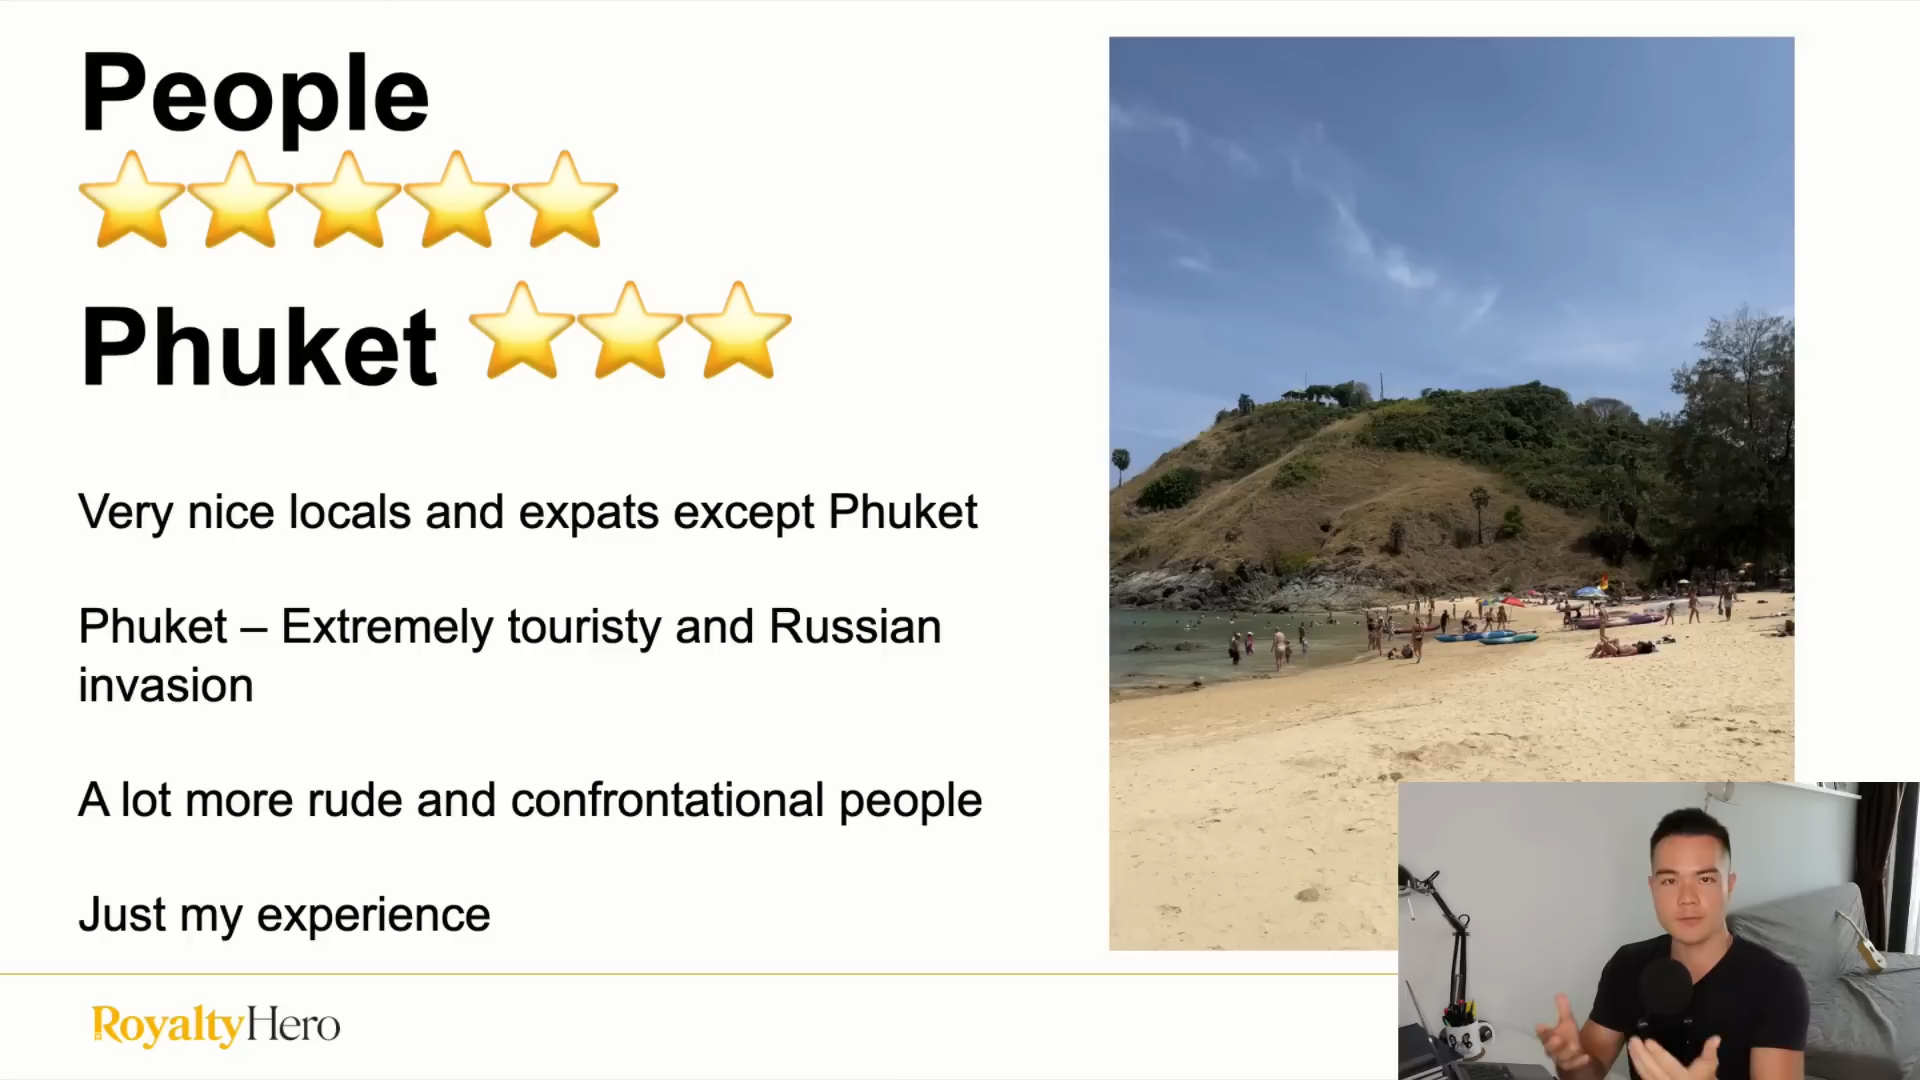 People
Phuket
Very nice locals and expats except Phuket
Phuket – Extremely touristy and Russian
invasion
A lot more rude and confrontational people
Just my experience
RoyaltyHero